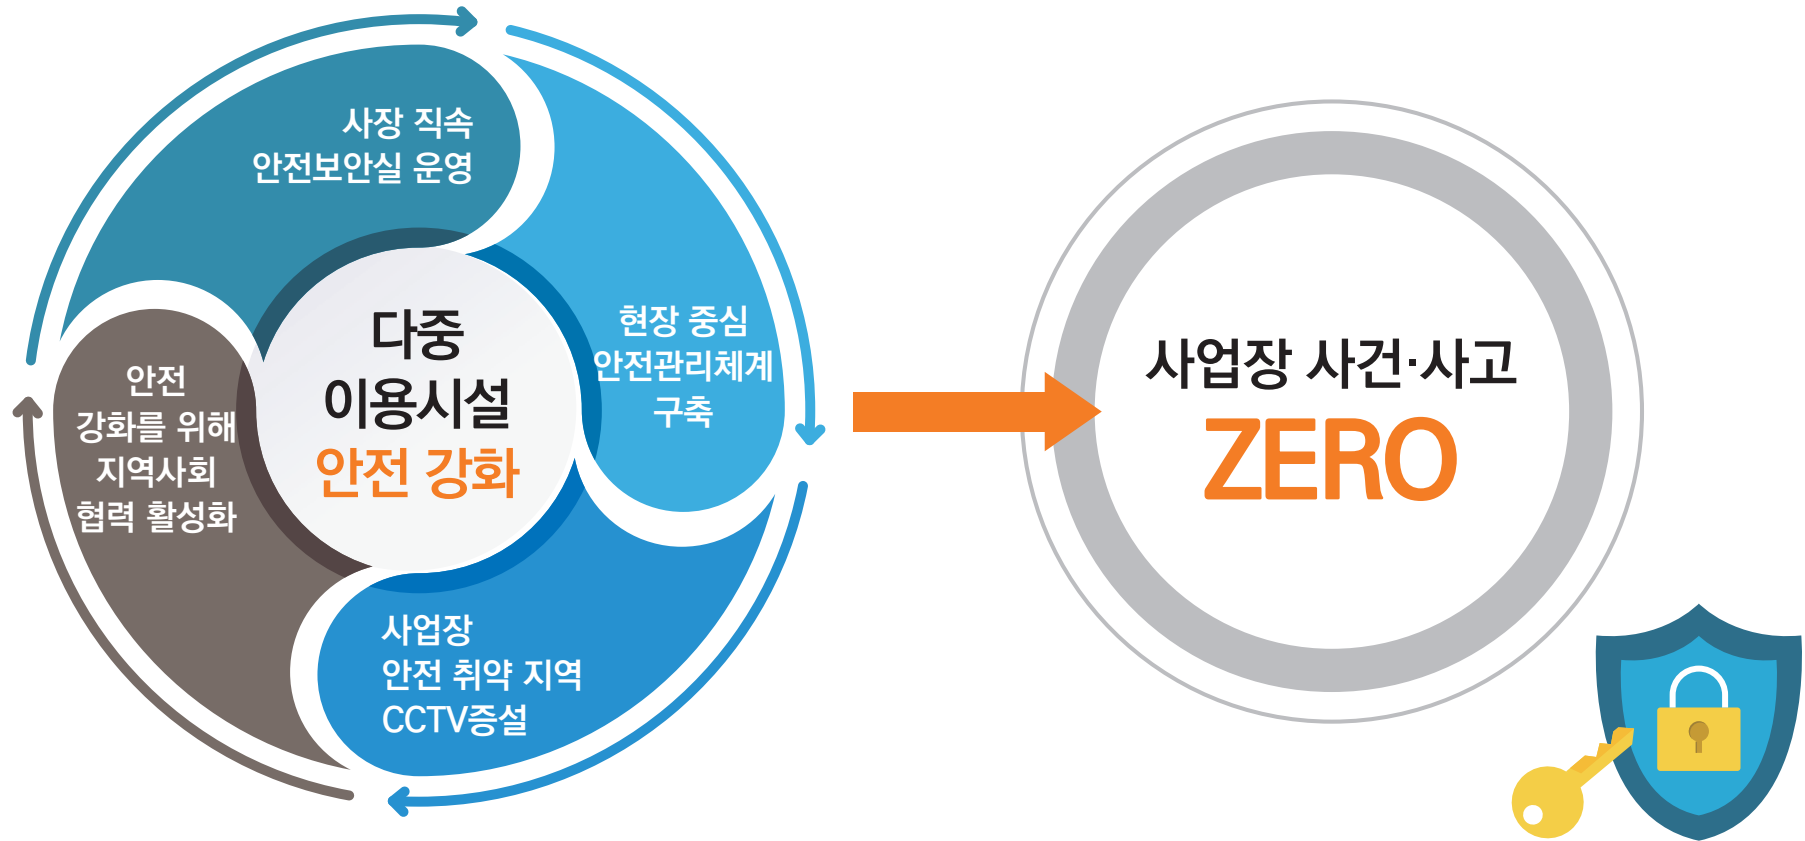 사장 직속
안전보안실 운영
현장 중심
안전관리체계
구축
사업장
안전 취약 지역
CCTV증설
안전
강화를 위해
지역사회
협력 활성화
다중
이용시설
안전 강화
사업장 사건·사고
ZERO